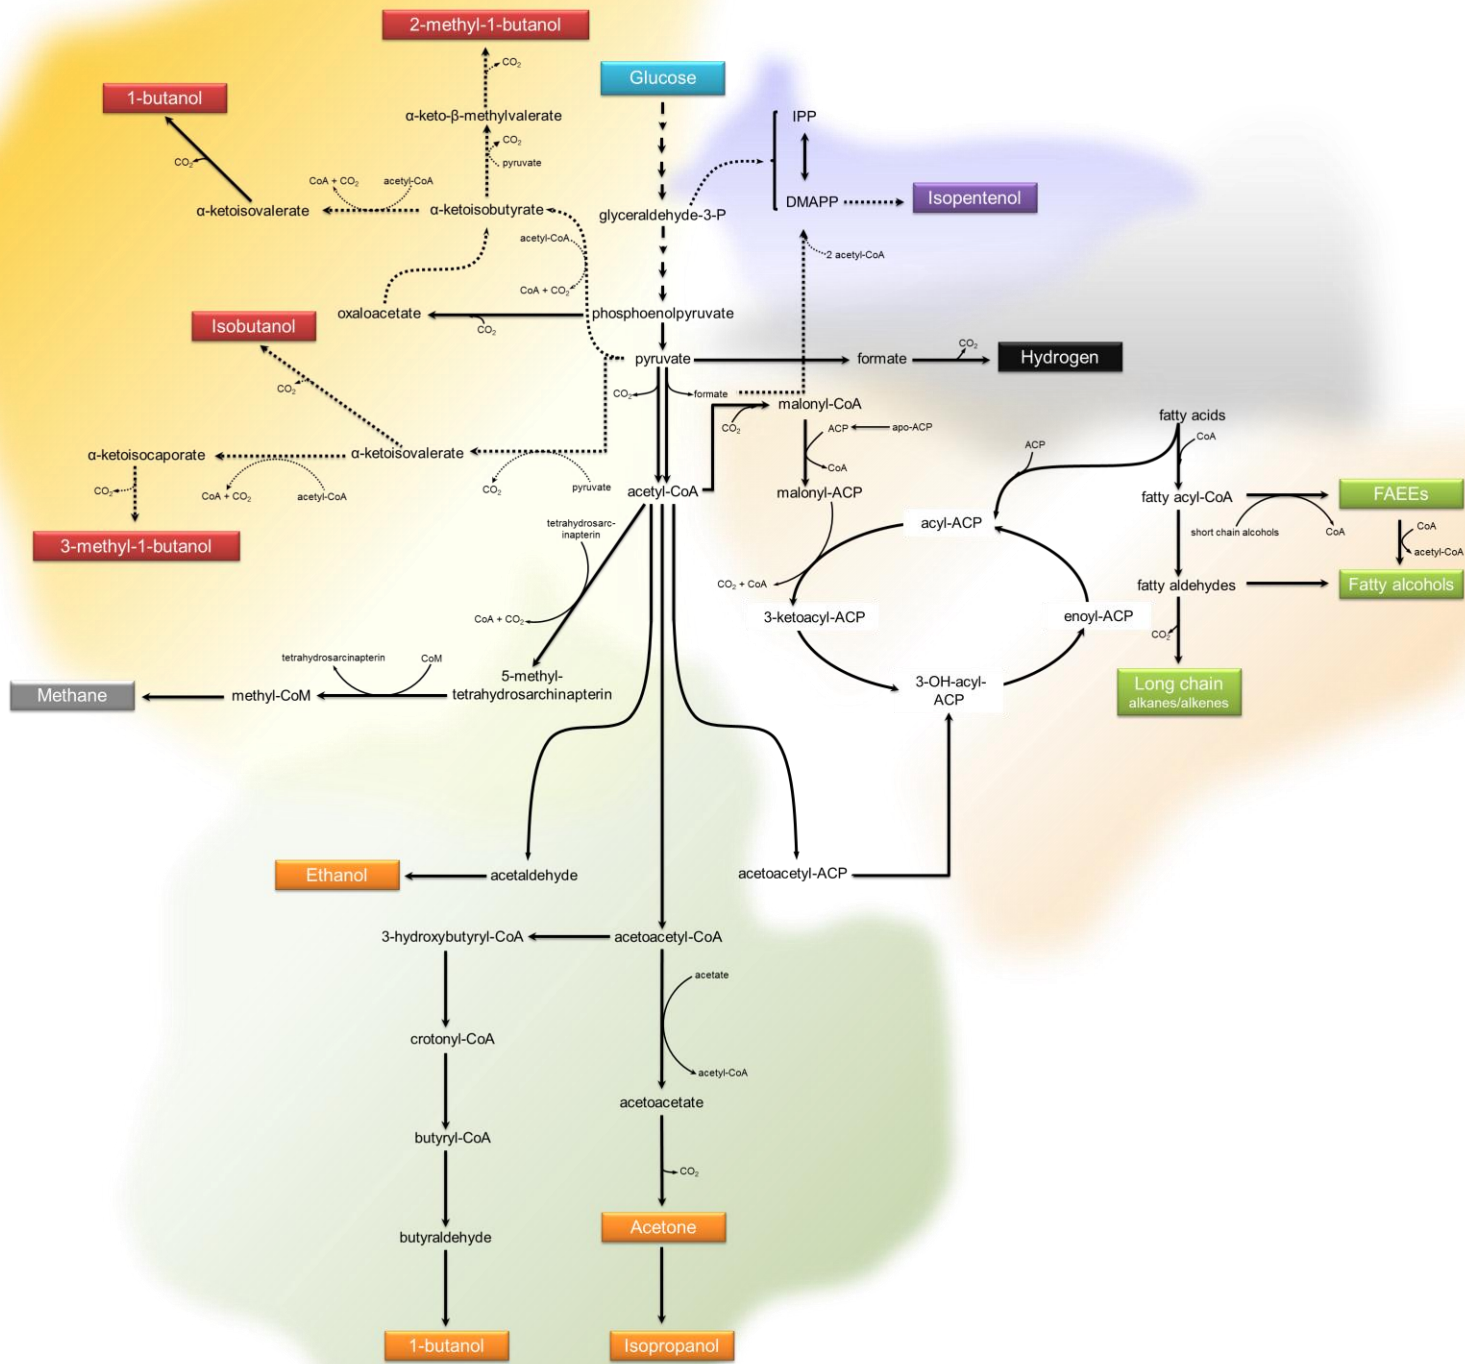 2-methyl-1-butanol
CO2
Glucose
1-butanol
α-keto-β-methylvalerate
IPP
CO2
CO2
pyruvate
CoA + CO2
acetyl-CoA
α-ketoisovalerate
α-ketoisobutyrate
glyceraldehyde-3-P
DMAPP
Isopentenol
acetyl-CoA
2 acetyl-CoA
CoA + CO2
oxaloacetate
phosphoenolpyruvate
Isobutanol
CO2
pyruvate
formate
CO2
Hydrogen
CO2
CO2
formate
malonyl-CoA
fatty acids
CO2
ACP
apo-ACP
CoA
ACP
α-ketoisocaporate
α-ketoisovalerate
CoA
CO2
CoA + CO2
acetyl-CoA
CO2
pyruvate
acetyl-CoA
malonyl-ACP
fatty acyl-CoA
FAEEs
3-methyl-1-butanol
tetrahydrosarc-
inapterin
acyl-ACP
short chain alcohols
CoA
CoA
acetyl-CoA
CO2 + CoA
fatty aldehydes
Fatty alcohols
CoA + CO2
3-ketoacyl-ACP
enoyl-ACP
CO2
tetrahydrosarcinapterin
CoM
5-methyl-
tetrahydrosarchinapterin
3-OH-acyl-
ACP
Long chain
alkanes/alkenes
Methane
methyl-CoM
Ethanol
acetaldehyde
acetoacetyl-ACP
3-hydroxybutyryl-CoA
acetoacetyl-CoA
acetate
crotonyl-CoA
acetyl-CoA
acetoacetate
butyryl-CoA
CO2
Acetone
butyraldehyde
1-butanol
Isopropanol